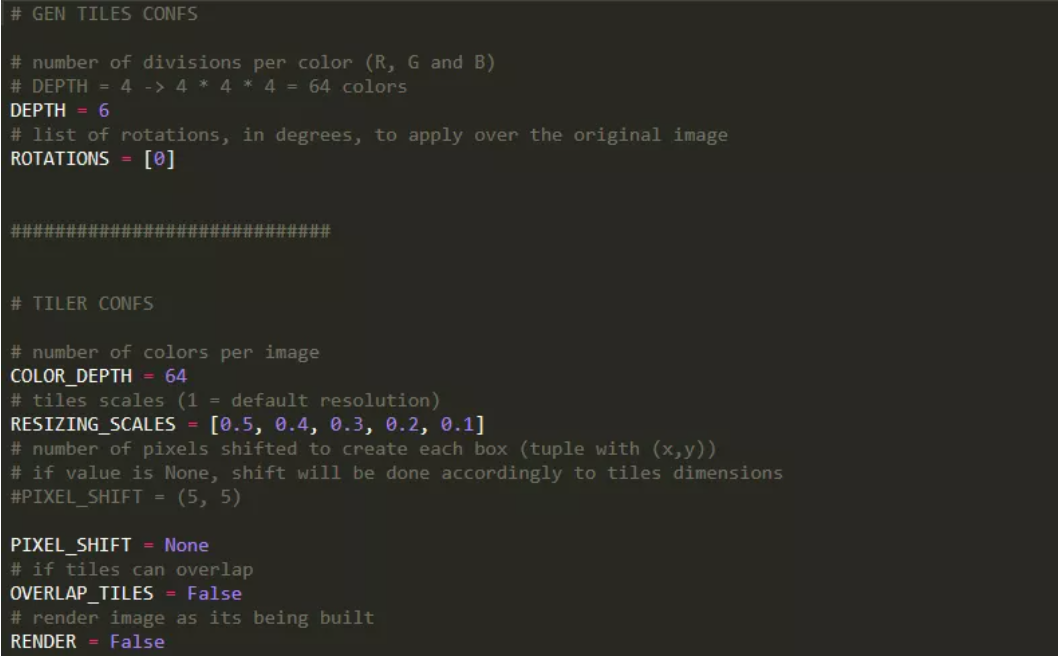 # GEN TILES CONFS
# number of divisions per color (R, G and B)
# DEPTH = 4 -> 4 * 4 * 4 = 64 colors
DEPTH = 6
# list of rotations, in degrees, to apply over the original image
ROTATIONS = [0]
#############################
# TILER CONFS
# number of colors per image
COLOR_DEPTH = 64
# tiles scales (1 = default resolution)
RESIZING_SCALES = [0.5, 0.4, 0.3, 0.2, 0.1]
# number of pixels shifted to create each box (tuple with (x,y))
# if value is None, shift will be done accordingly to tiles dimensions
#PIXEL_SHIFT = (5, 5)
PIXEL_SHIFT = None
# if tiles can overlap
OVERLAP_TILES = False
# render image as its being built
RENDER = False